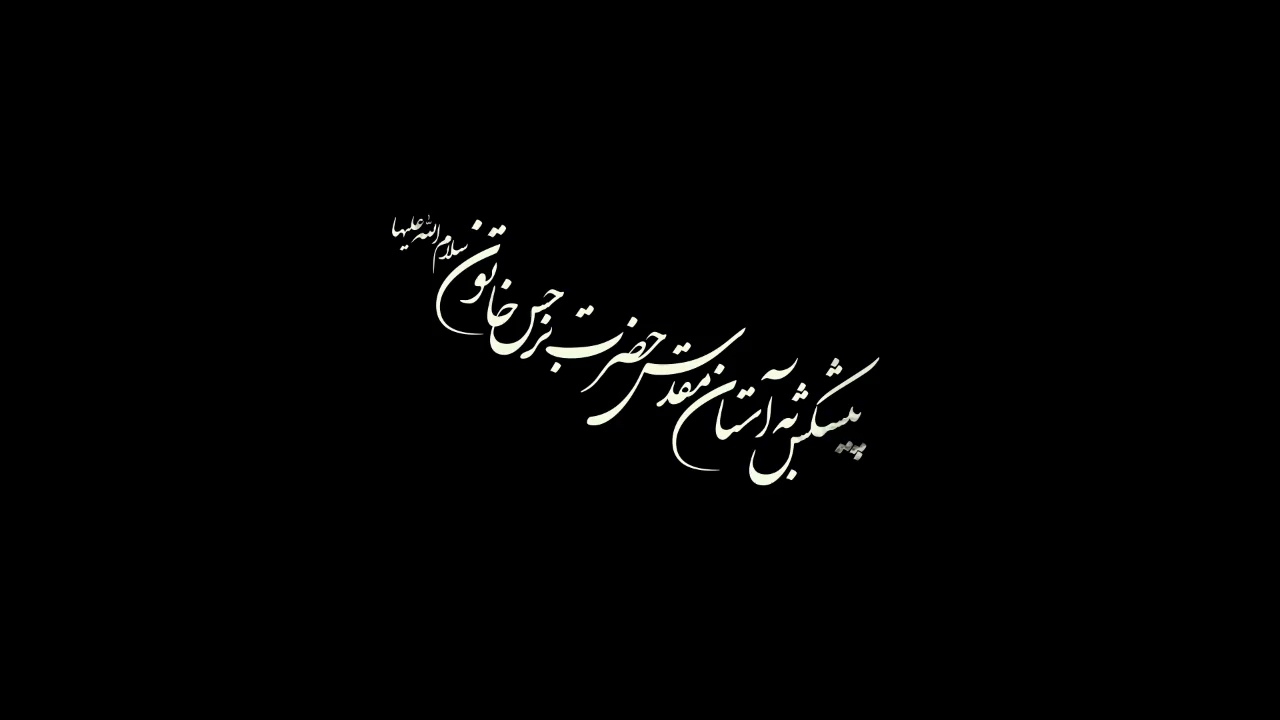 پیشکش به آستان مقدس حضرت نرجس خاتون سلام الله علیها